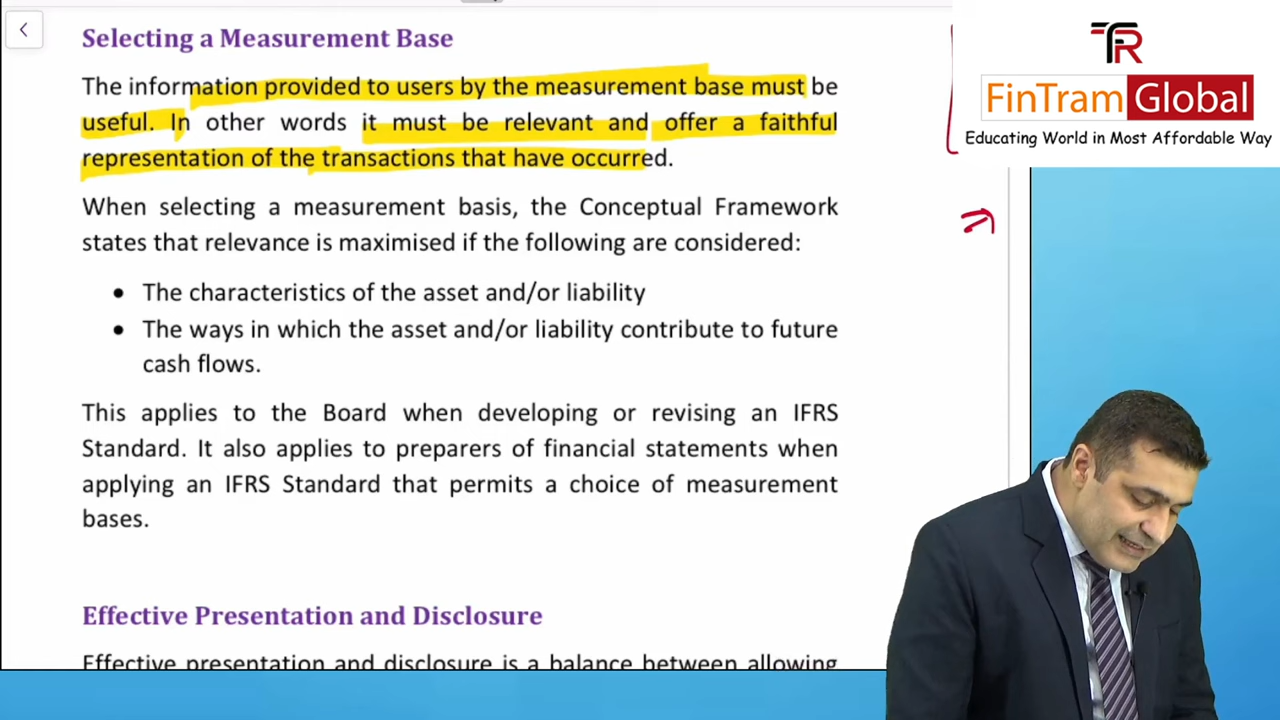 Selecting a Measurement Base
The information provided to users by the measurement base must be
useful. In other words it must be relevant and offer a faithful
representation of the transactions that have occurred.
When selecting a measurement basis, the Conceptual Framework
states that relevance is maximised if the following are considered:
• The characteristics of the asset and/or liability
• The ways in which the asset and/or liability contribute to future
cash flows.
This applies to the Board when developing or revising an IFRS
Standard. It also applies to preparers of financial statements when
applying an IFRS Standard that permits a choice of measurement
bases.
Effective Presentation and Disclosure
Effective presentation and disclosure is a balance between allowing
FinTram Global
Educating World in Most Affordable Way